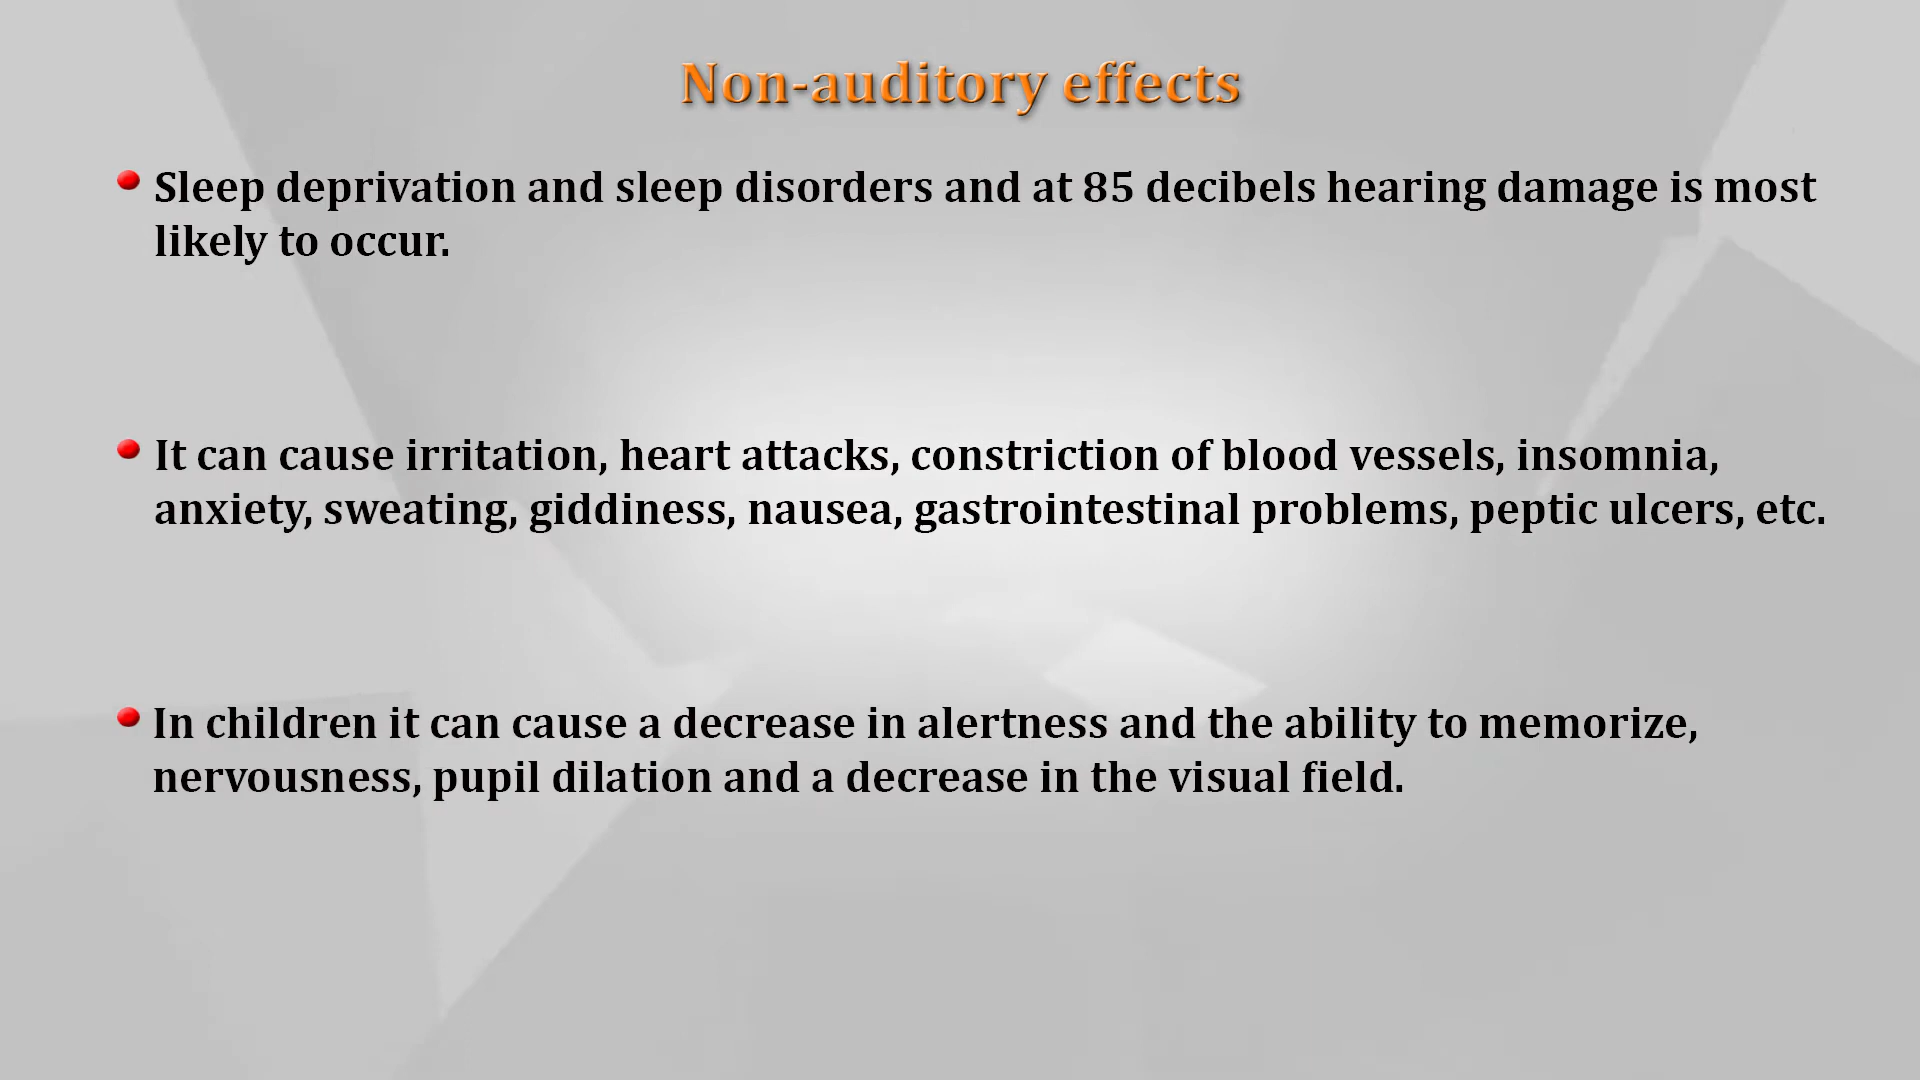 Non-auditory effects
Sleep deprivation and sleep disorders and at 85 decibels hearing damage is most
likely to occur.
It can cause irritation, heart attacks, constriction of blood vessels, insomnia,
anxiety, sweating, giddiness, nausea, gastrointestinal problems, peptic ulcers, etc.
In children it can cause a decrease in alertness and the ability to memorize,
nervousness, pupil dilation and a decrease in the visual field.